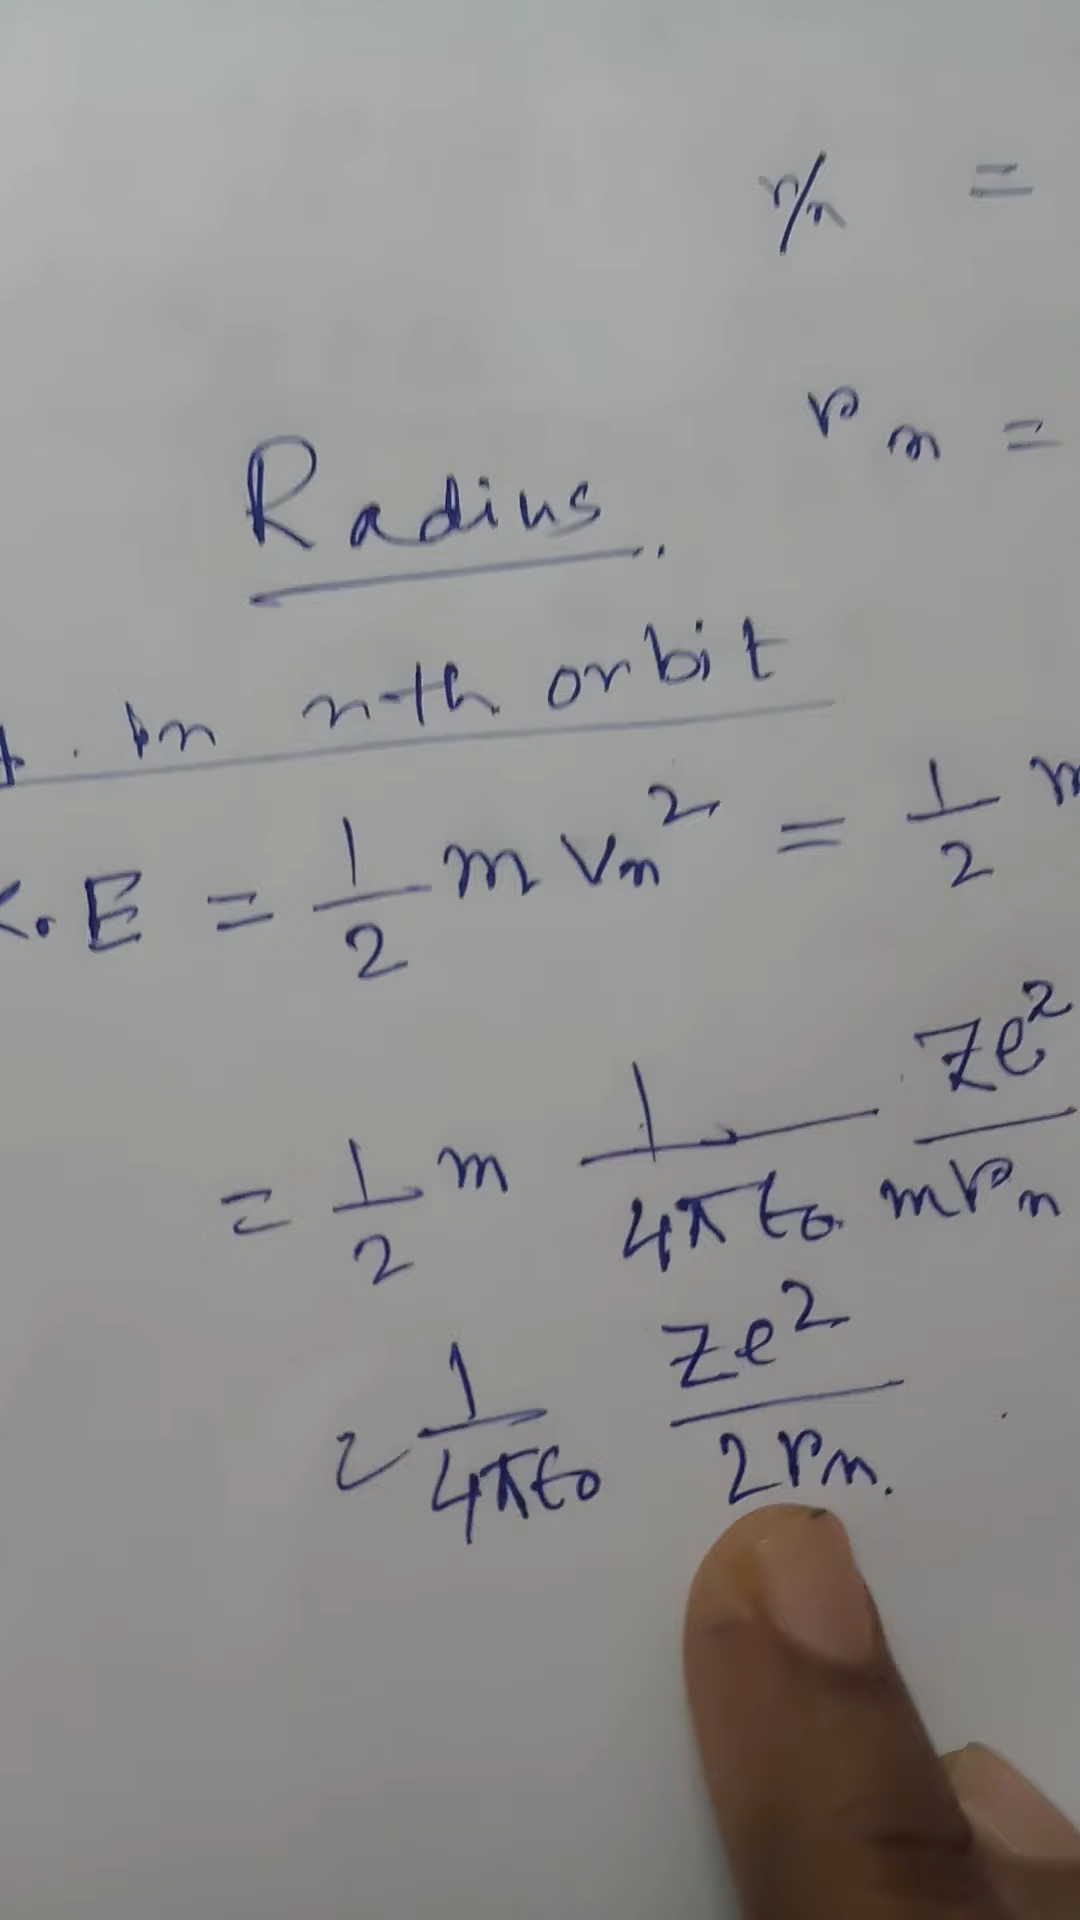 r/n =
r n =
Radius.
. In n-th orbit
K.E = 1/2 m vn² = 1/2 m
= 1/2 m 1/4πε0 Ze²/mrn
= 1/4πε0 Ze²/2rn.